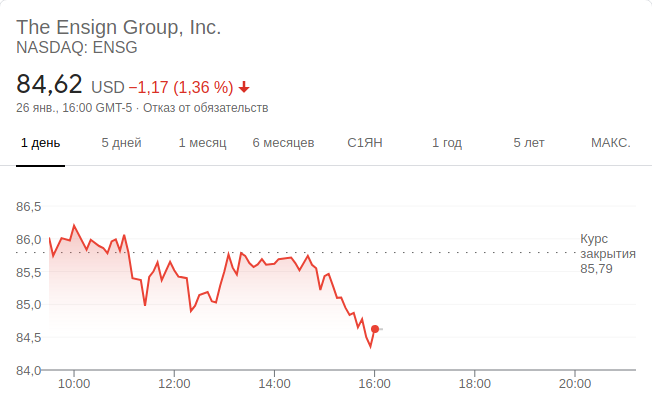 The Ensign Group, Inc.
NASDAQ: ENSG
84,62 USD −1,17 (1,36 %)
26 янв., 16:00 GMT-5 · Отказ от обязательств
1 день 5 дней 1 месяц 6 месяцев С1ЯН 1 год 5 лет МАКС.
86,5
86,0
85,5
85,0
84,5
84,0
Курс
закрытия
85,79
10:00 12:00 14:00 16:00 18:00 20:00